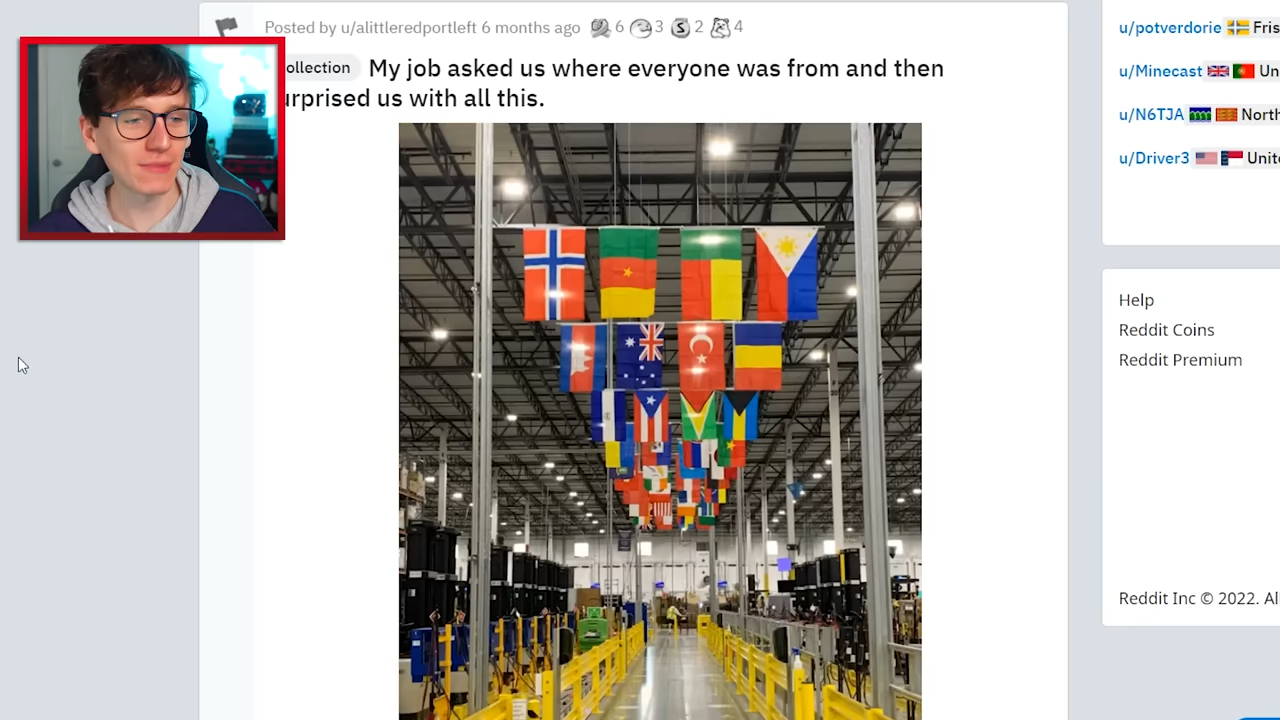 Posted by u/alittleredportleft 6 months ago 6 3 2 4
ollection My job asked us where everyone was from and then
urprised us with all this.
u/potverdorie Fris
u/Minecast Un
u/N6TJA North
u/Driver3 Unite
Help
Reddit Coins
Reddit Premium
Reddit Inc © 2022. Al